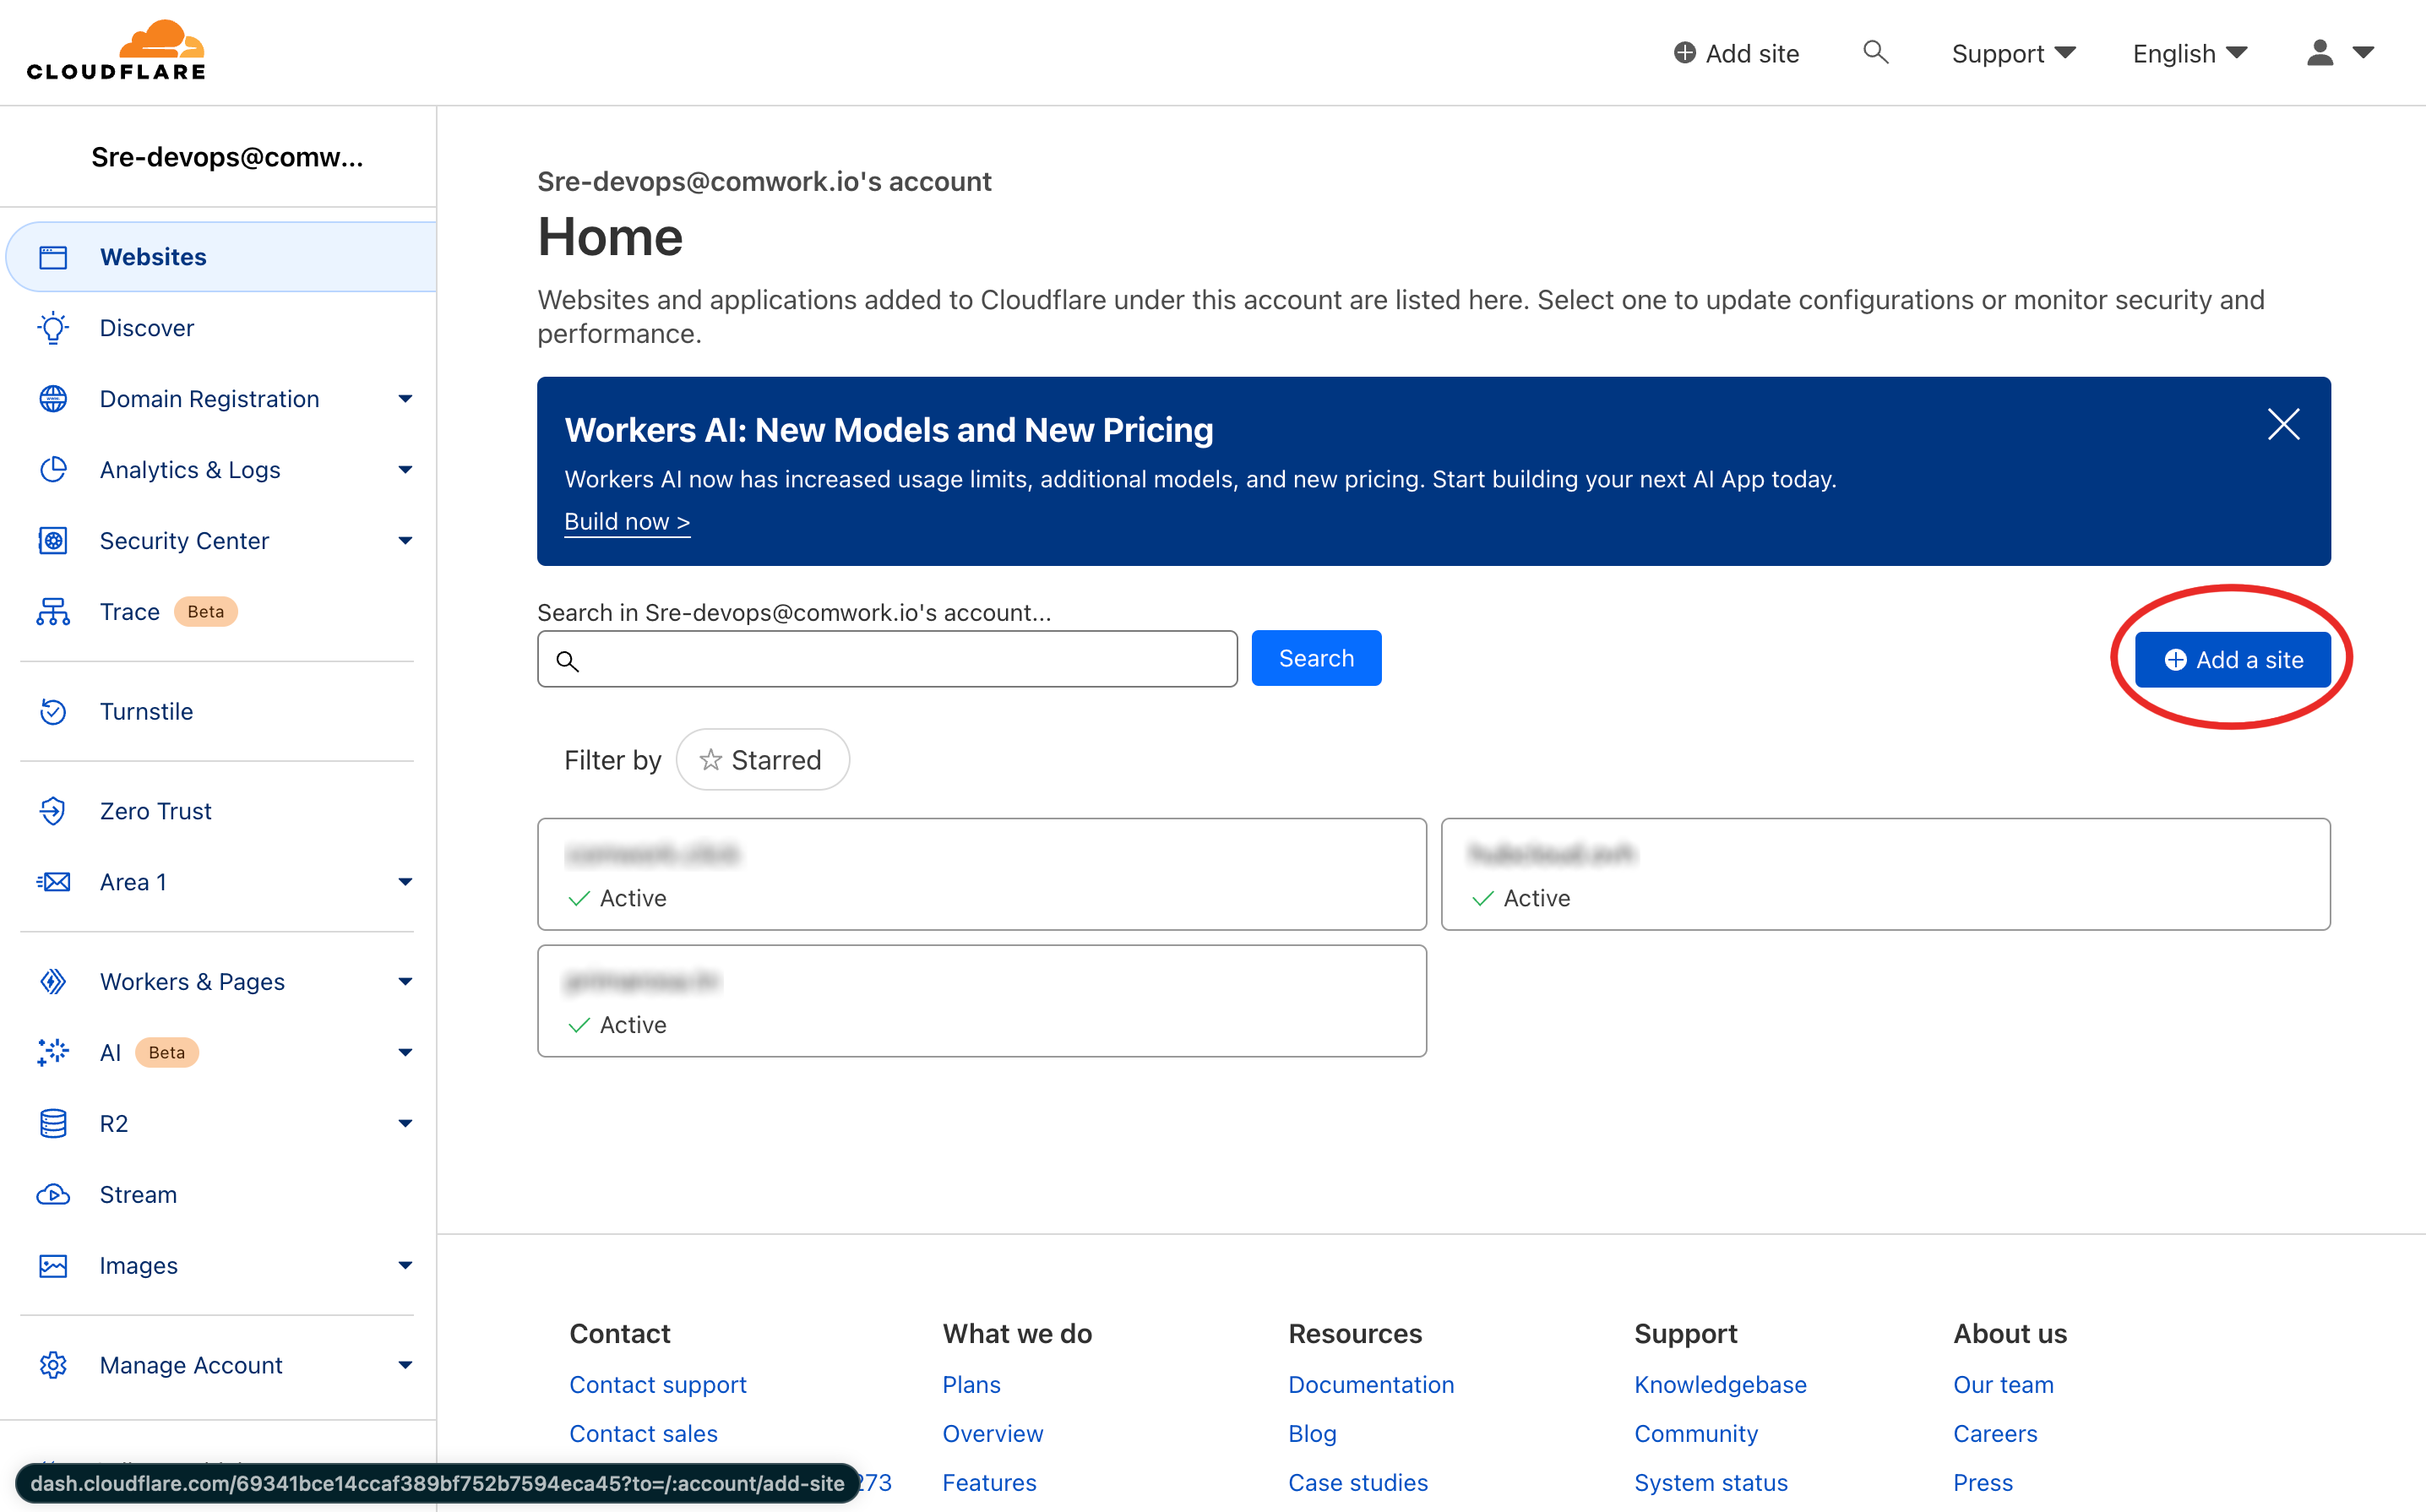 CLOUDFLARE
Add site
Support
English
Sre-devops@comw...
Websites
Discover
Domain Registration
Analytics & Logs
Security Center
Trace Beta
Turnstile
Zero Trust
Area 1
Workers & Pages
AI Beta
R2
Stream
Images
Manage Account
Sre-devops@comwork.io's account
Home
Websites and applications added to Cloudflare under this account are listed here. Select one to update configurations or monitor security and
performance.
Workers AI: New Models and New Pricing
Workers AI now has increased usage limits, additional models, and new pricing. Start building your next AI App today.
Build now >
Search in Sre-devops@comwork.io's account...
Search
Add a site
Filter by
Starred
Active
Active
Active
Contact
Contact support
Contact sales
273
What we do
Plans
Overview
Features
Resources
Documentation
Blog
Case studies
Support
Knowledgebase
Community
System status
About us
Our team
Careers
Press
dash.cloudflare.com/69341bce14ccaf389bf752b7594eca45?to=/:account/add-site